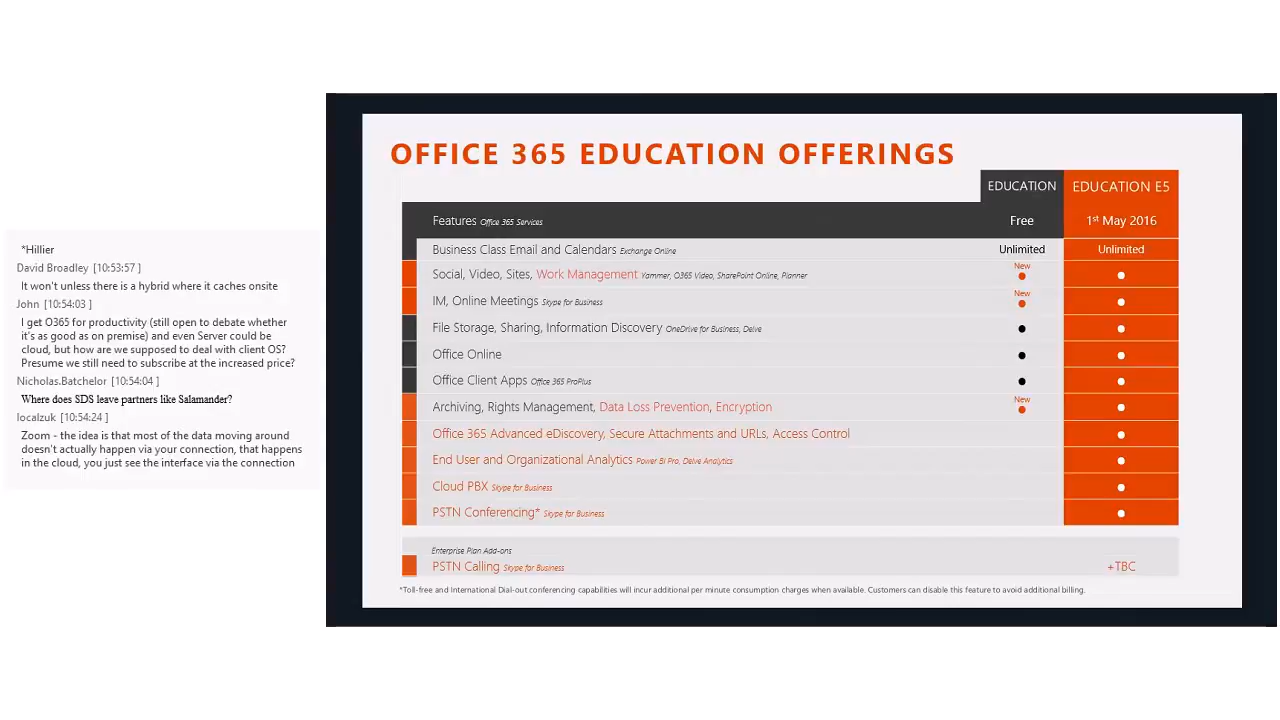 *Hillier
David Broadley [10:53:57 ]
It won't unless there is a hybrid where it caches onsite
John [10:54:03 ]
I get O365 for productivity (still open to debate whether
it's as good as on premise) and even Server could be
cloud, but how are we supposed to deal with client OS?
Presume we still need to subscribe at the increased price?
Nicholas.Batchelor [10:54:04 ]
Where does SDS leave partners like Salamander?
localzuk [10:54:24 ]
Zoom - the idea is that most of the data moving around
doesn't actually happen via your connection, that happens
in the cloud, you just see the interface via the connection
OFFICE 365 EDUCATION OFFERINGS
EDUCATION EDUCATION E5
Features Office 365 Services Free 1st May 2016
Business Class Email and Calendars Exchange Online Unlimited Unlimited
Social, Video, Sites, Work Management Yammer, O365 Video, SharePoint Online, Planner New
IM, Online Meetings Skype for Business New
File Storage, Sharing, Information Discovery OneDrive for Business, Delve
Office Online
Office Client Apps Office 365 ProPlus
Archiving, Rights Management, Data Loss Prevention, Encryption New
Office 365 Advanced eDiscovery, Secure Attachments and URLs, Access Control
End User and Organizational Analytics Power BI Pro, Delve Analytics
Cloud PBX Skype for Business
PSTN Conferencing* Skype for Business
Enterprise Plan Add-ons
PSTN Calling Skype for Business +TBC
*Toll-free and International Dial-out conferencing capabilities will incur additional per minute consumption charges when available. Customers can disable this feature to avoid additional billing.